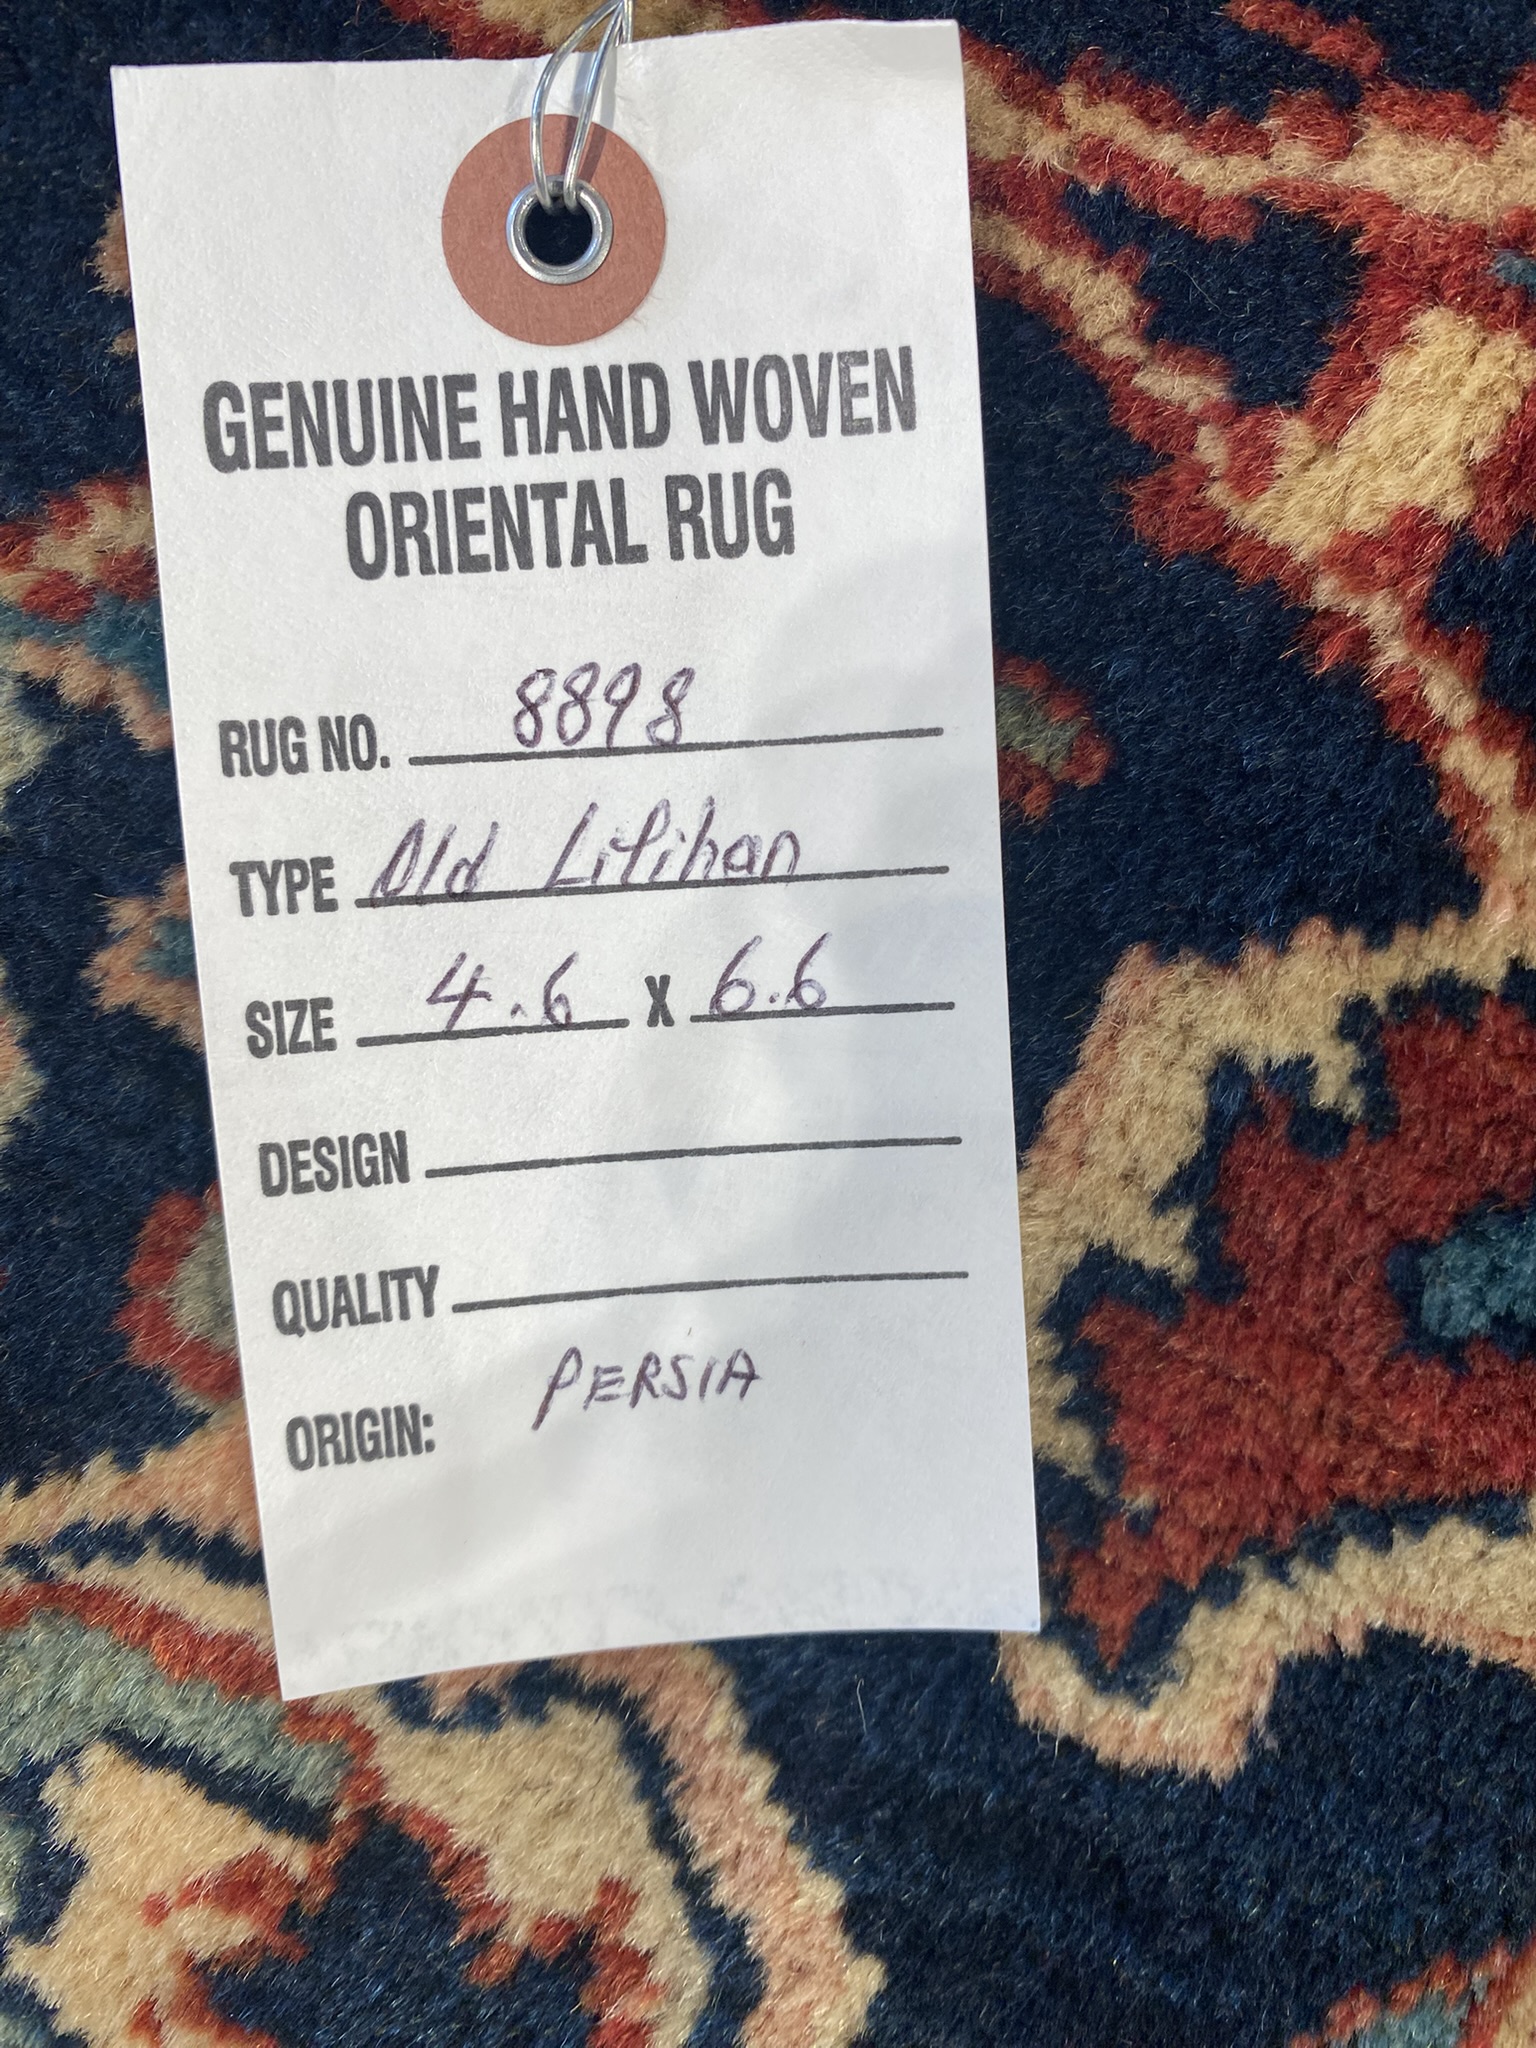 GENUINE HAND WOVEN
ORIENTAL RUG
RUG NO. 8898
TYPE Old Lilihan
SIZE 4.6 X 6.6
DESIGN
QUALITY
ORIGIN: PERSIA